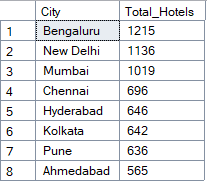 City Total_Hotels
1 Bengaluru 1215
2 New Delhi 1136
3 Mumbai 1019
4 Chennai 696
5 Hyderabad 646
6 Kolkata 642
7 Pune 636
8 Ahmedabad 565